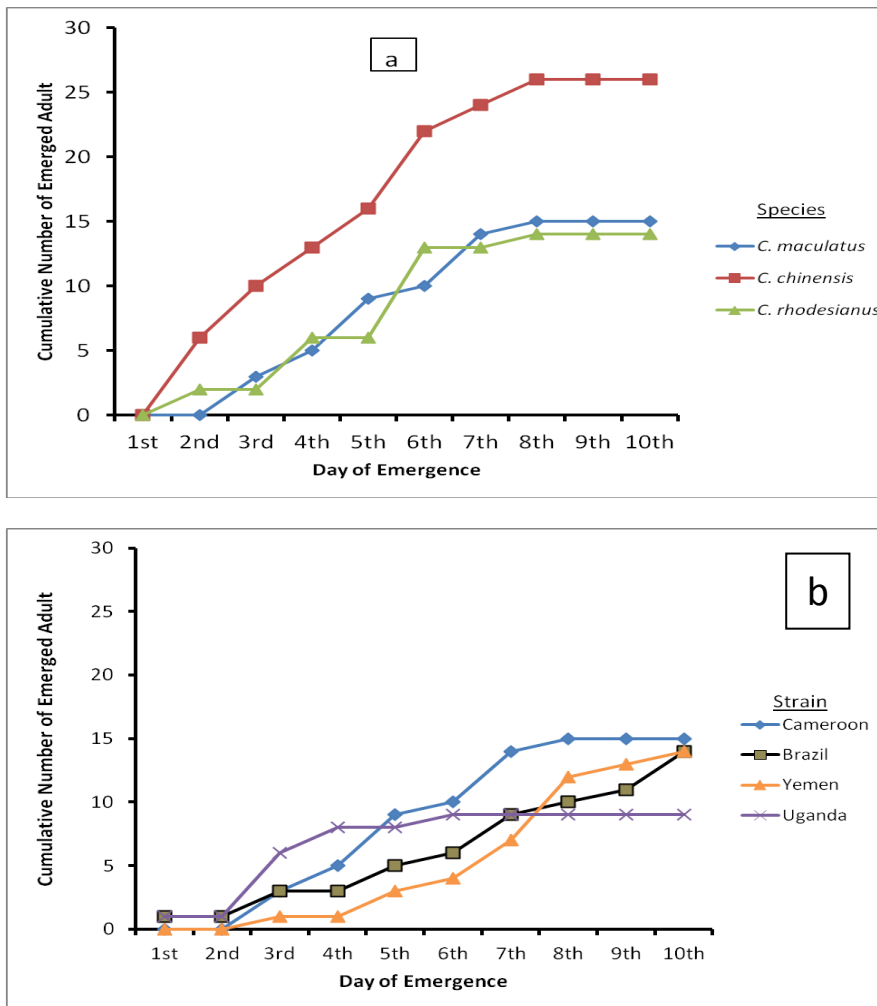 a
30
25
20
15
10
5
0
Cumulative Number of Emerged Adult
1st 2nd 3rd 4th 5th 6th 7th 8th 9th 10th
Day of Emergence
Species
C. maculatus
C. chinensis
C. rhodesianus
b
30
25
20
15
10
5
0
Cumulative Number of Emerged Adult
1st 2nd 3rd 4th 5th 6th 7th 8th 9th 10th
Day of Emergence
Strain
Cameroon
Brazil
Yemen
Uganda